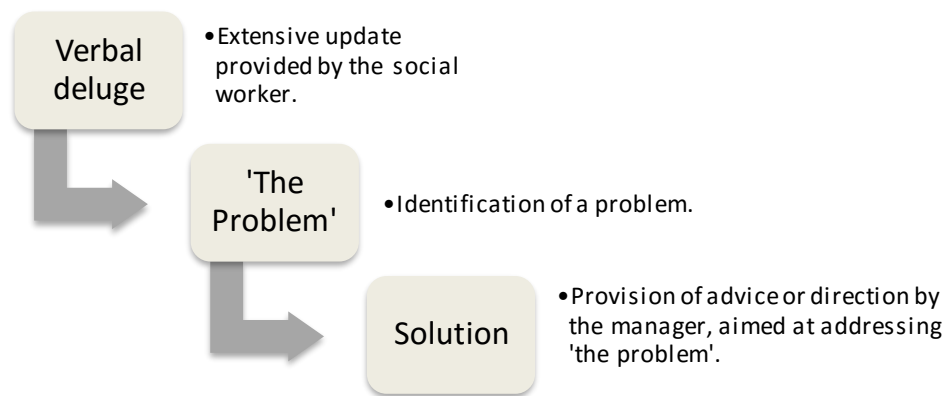 Verbal
deluge
•Extensive update
provided by the social
worker.
'The
Problem'
•Identification of a problem.
Solution
•Provision of advice or direction by
the manager, aimed at addressing
'the problem'.